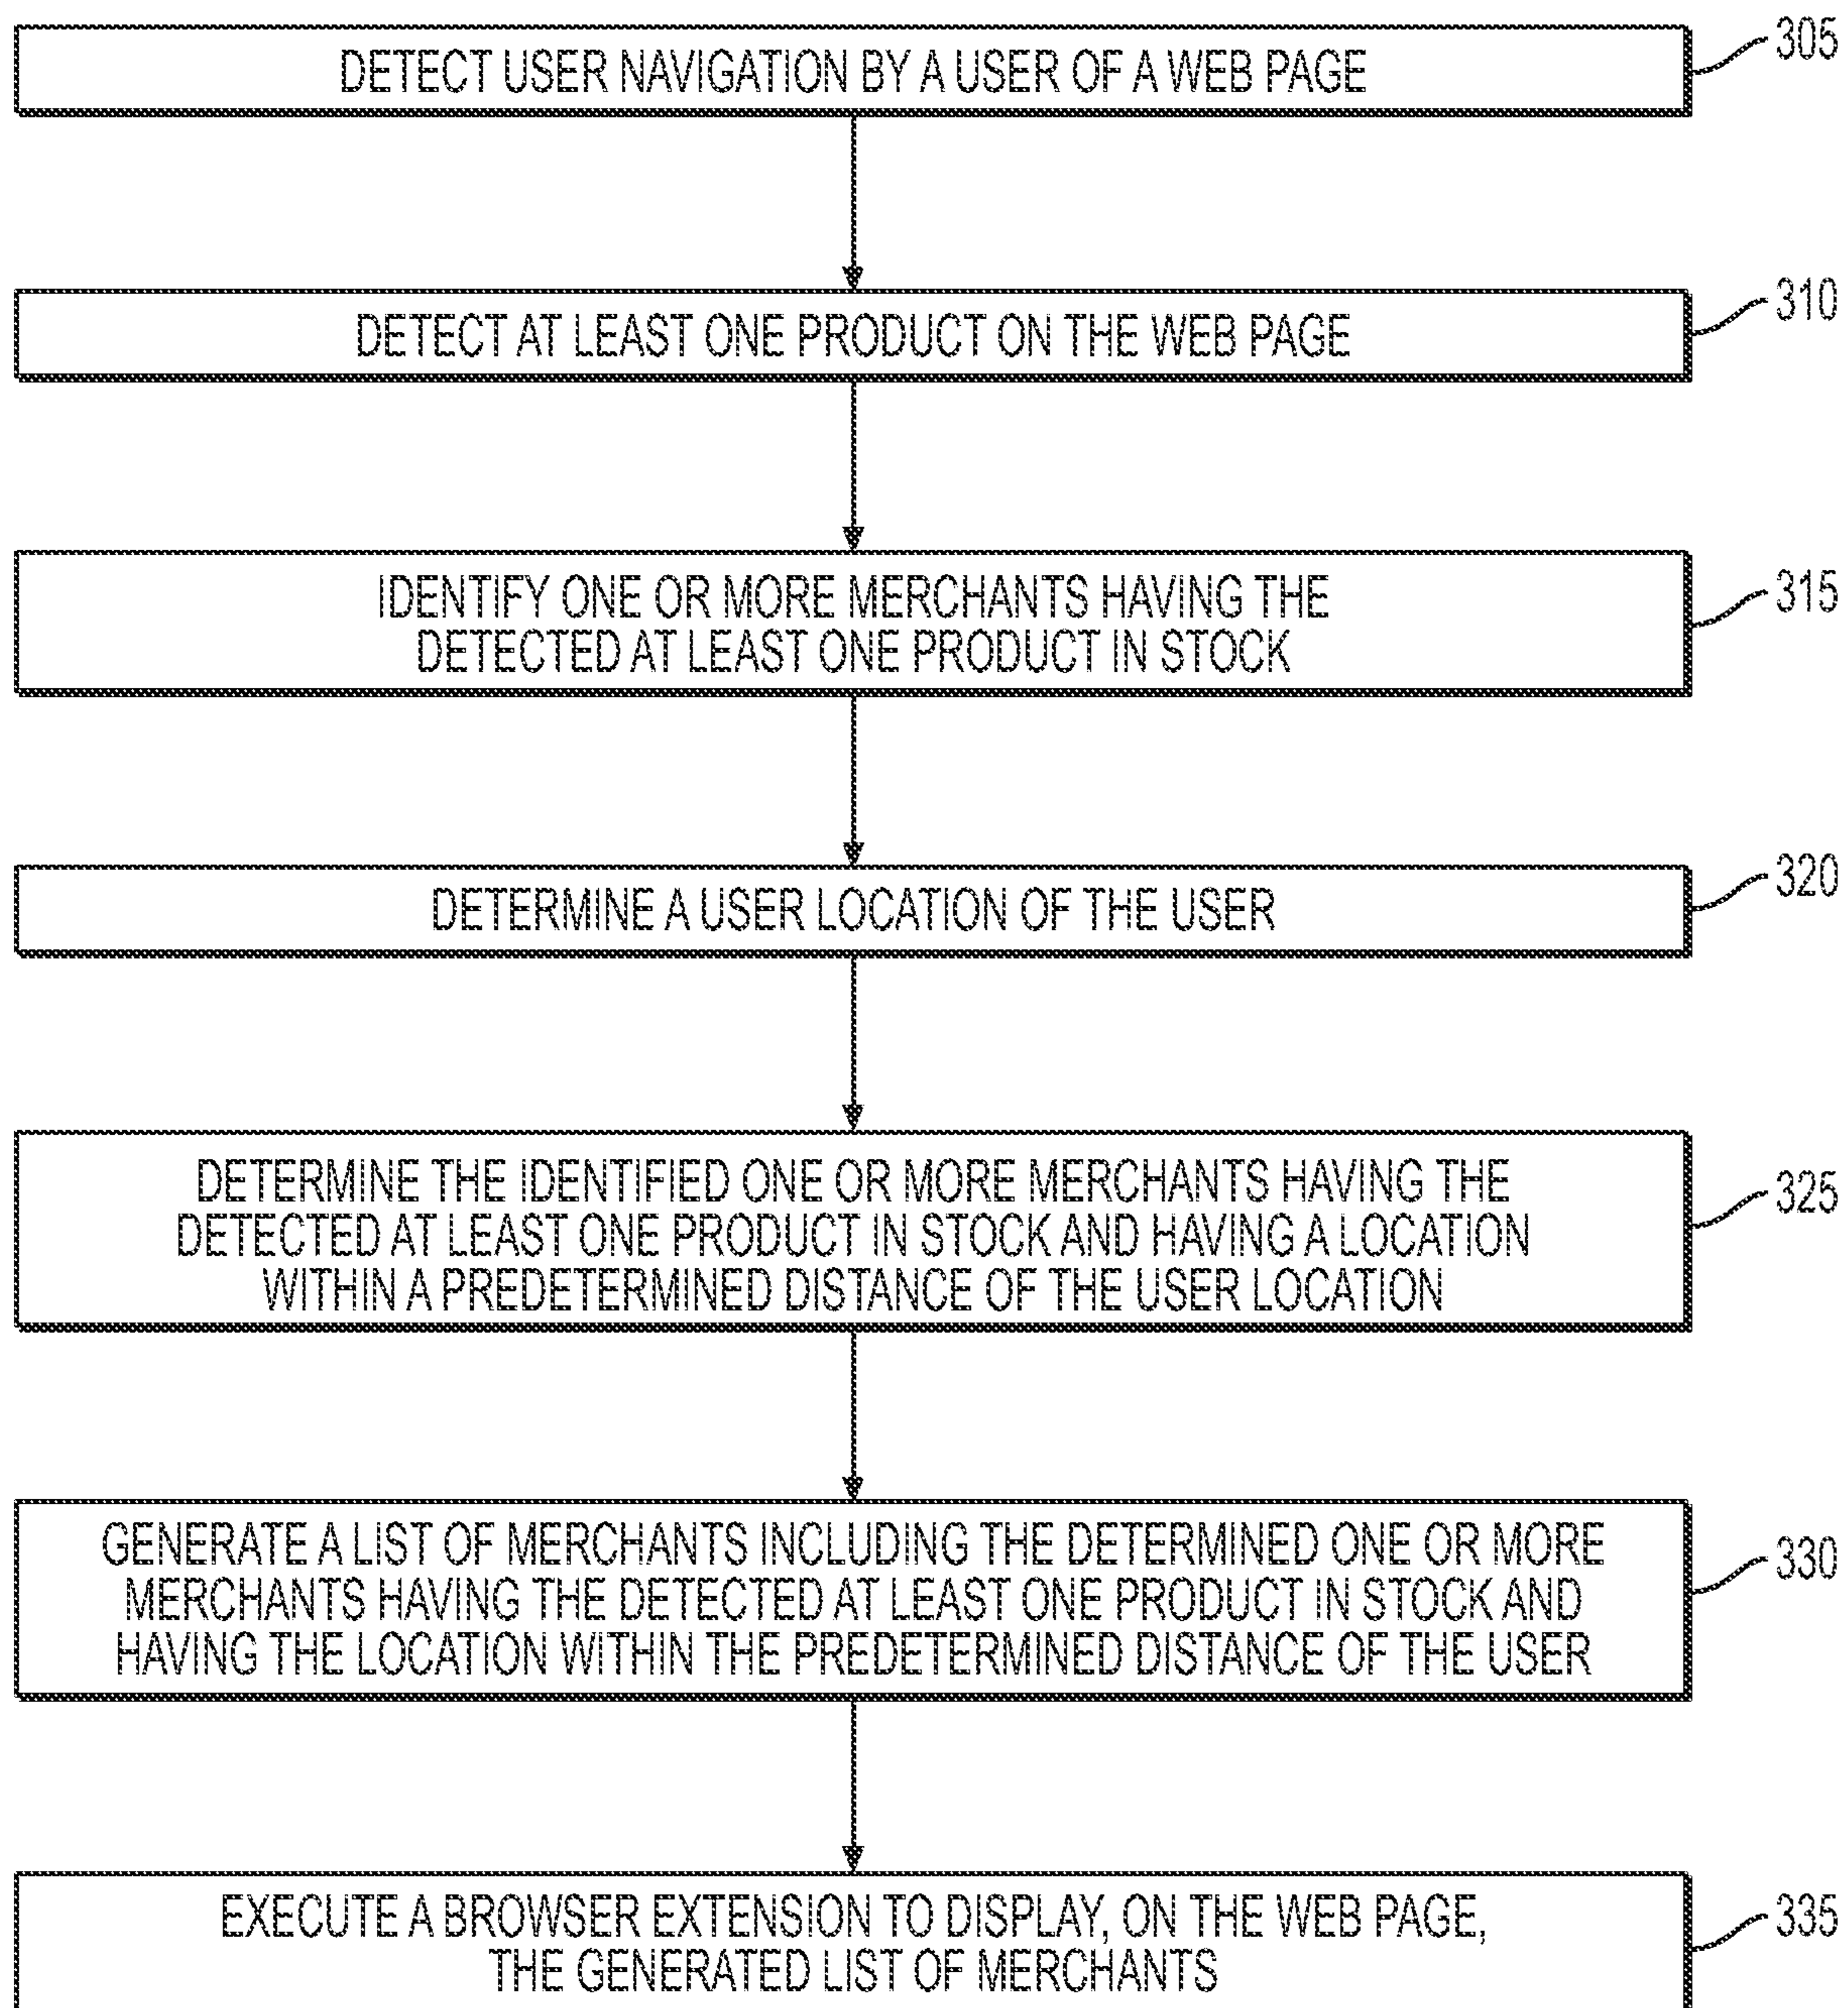 DETECT USER NAVIGATION BY A USER OF A WEB PAGE
305
DETECT AT LEAST ONE PRODUCT ON THE WEB PAGE
310
IDENTIFY ONE OR MORE MERCHANTS HAVING THE
DETECTED AT LEAST ONE PRODUCT IN STOCK
315
DETERMINE A USER LOCATION OF THE USER
320
DETERMINE THE IDENTIFIED ONE OR MORE MERCHANTS HAVING THE
DETECTED AT LEAST ONE PRODUCT IN STOCK AND HAVING A LOCATION
WITHIN A PREDETERMINED DISTANCE OF THE USER LOCATION
325
GENERATE A LIST OF MERCHANTS INCLUDING THE DETERMINED ONE OR MORE
MERCHANTS HAVING THE DETECTED AT LEAST ONE PRODUCT IN STOCK AND
HAVING THE LOCATION WITHIN THE PREDETERMINED DISTANCE OF THE USER
330
EXECUTE A BROWSER EXTENSION TO DISPLAY, ON THE WEB PAGE,
THE GENERATED LIST OF MERCHANTS
335